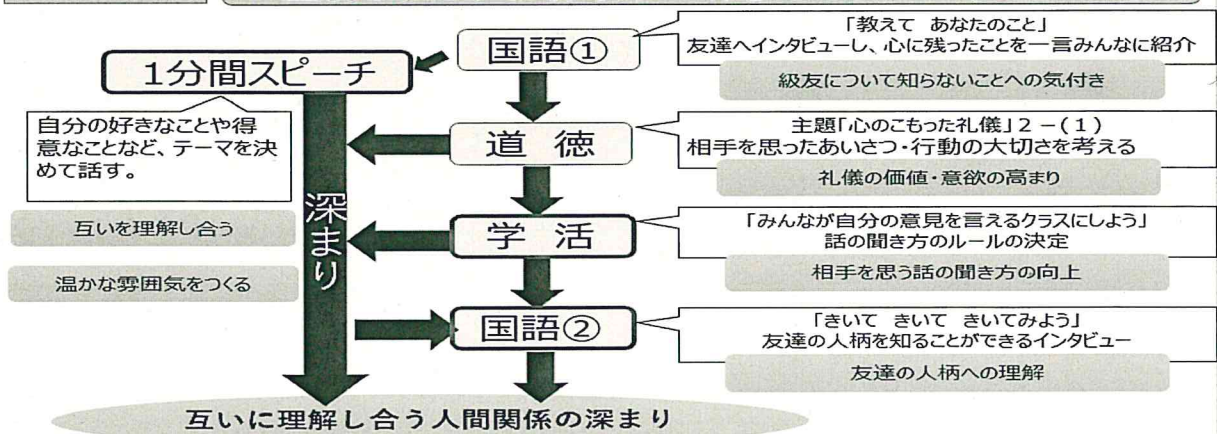 国語①
「教えて あなたのこと」
友達へインタビューし、心に残ったことを一言みんなに紹介
級友について知らないことへの気付き
1分間スピーチ
自分の好きなことや得
意なことなど、テーマを決
めて話す。
互いを理解し合う
温かな雰囲気をつくる
深まり
道 徳
主題「心のこもった礼儀」2－(1)
相手を思ったあいさつ・行動の大切さを考える
礼儀の価値・意欲の高まり
学 活
「みんなが自分の意見を言えるクラスにしよう」
話の聞き方のルールの決定
相手を思う話の聞き方の向上
国語②
「きいて きいて きいてみよう」
友達の人柄を知ることができるインタビュー
友達の人柄への理解
互いに理解し合う人間関係の深まり